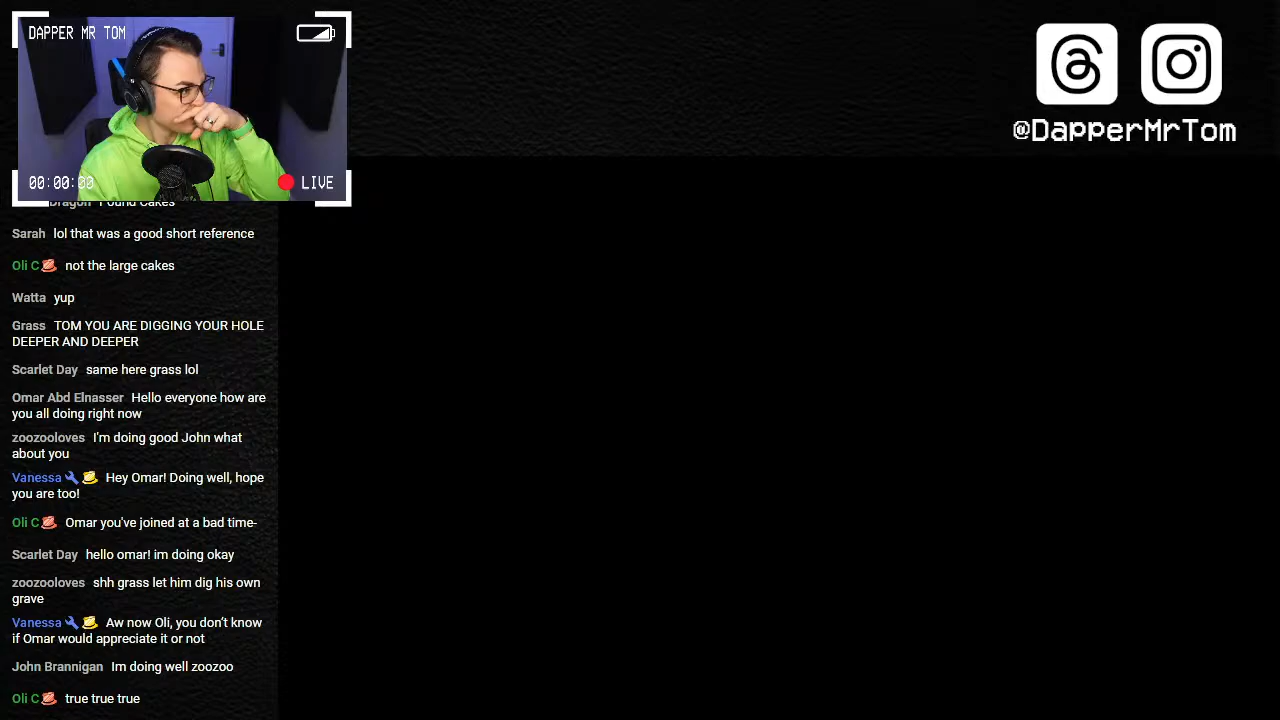 DAPPER MR TOM
@DapperMrTom
00:00:00
LIVE
Dragon Pound Cakes
Sarah lol that was a good short reference
Oli C not the large cakes
Watta yup
Grass TOM YOU ARE DIGGING YOUR HOLE
DEEPER AND DEEPER
Scarlet Day same here grass lol
Omar Abd Elnasser Hello everyone how are
you all doing right now
zoozooloves I'm doing good John what
about you
Vanessa Hey Omar! Doing well, hope
you are too!
Oli C Omar you've joined at a bad time-
Scarlet Day hello omar! im doing okay
zoozooloves shh grass let him dig his own
grave
Vanessa Aw now Oli, you don't know
if Omar would appreciate it or not
John Brannigan Im doing well zoozoo
Oli C true true true